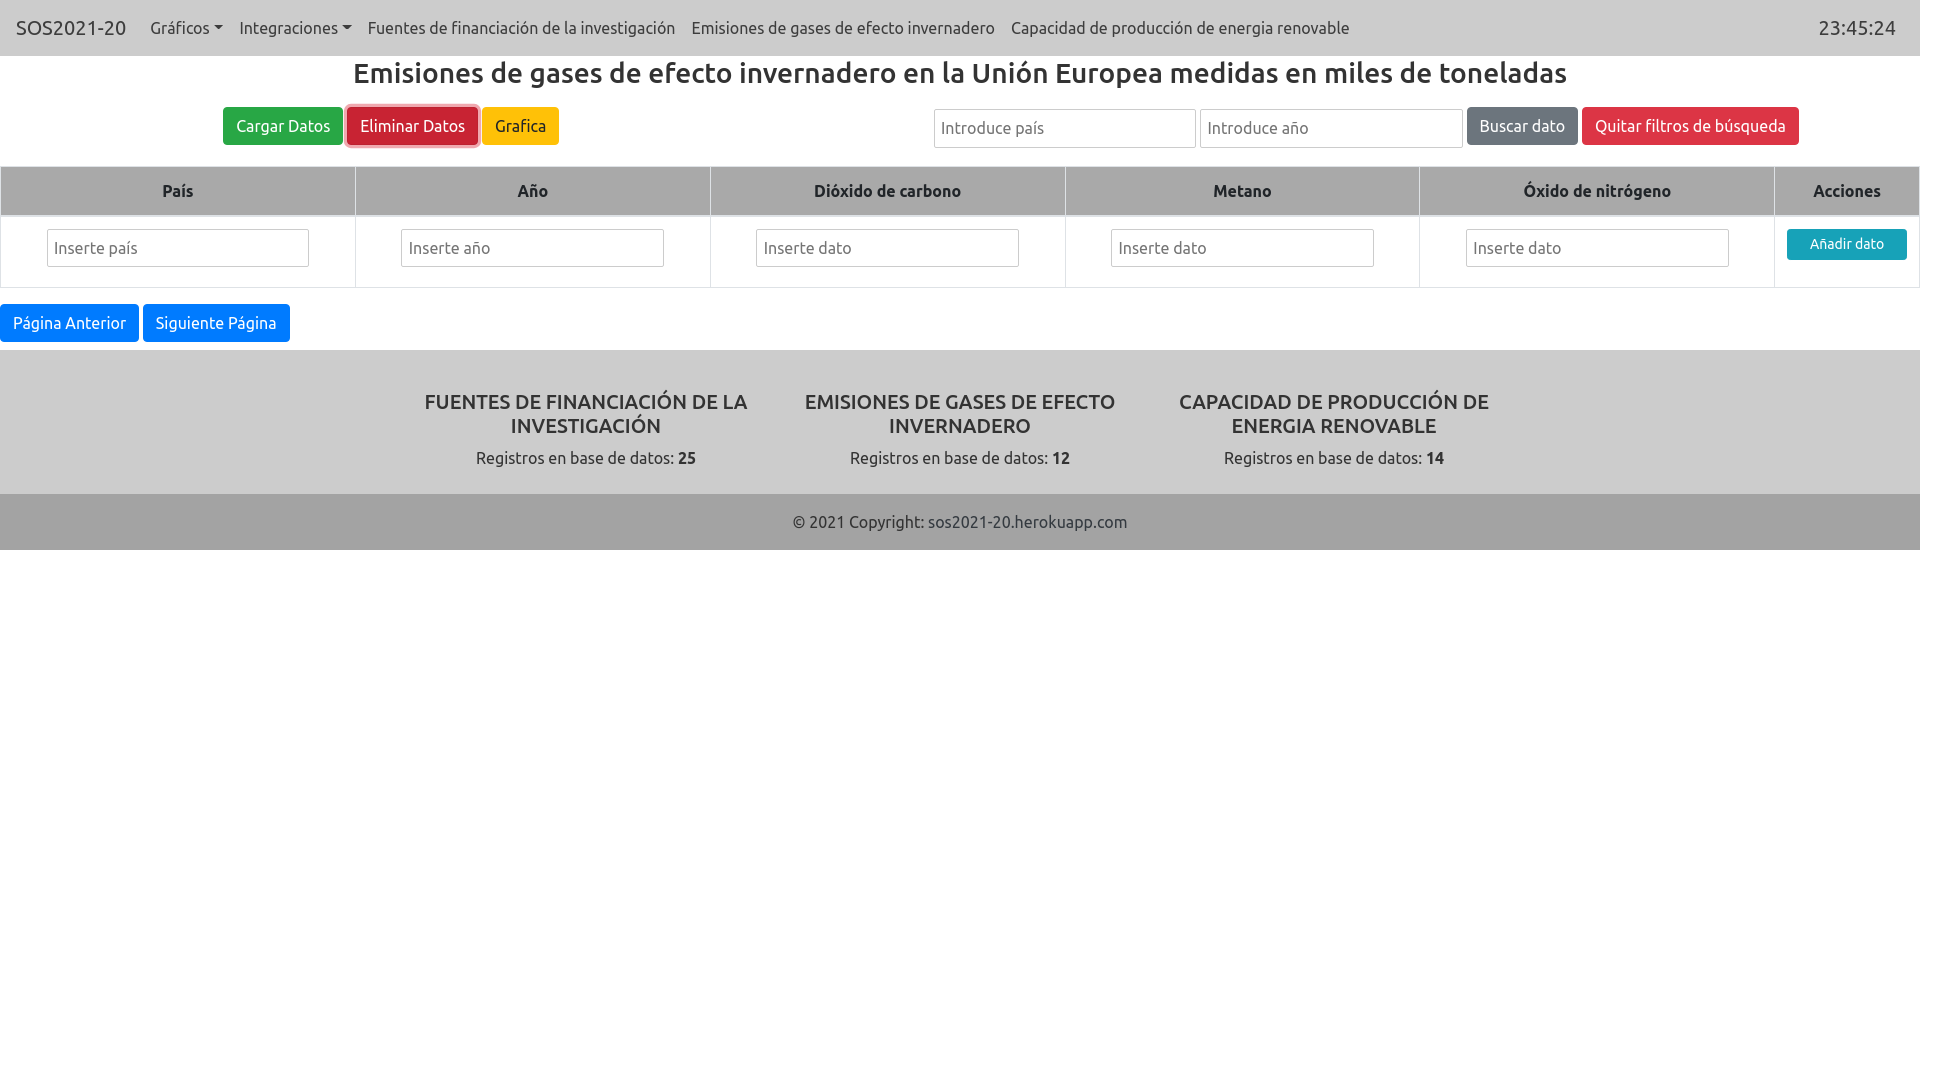 SOS2021-20 Gráficos Integraciones Fuentes de financiación de la investigación Emisiones de gases de efecto invernadero Capacidad de producción de energia renovable 23:45:24
Emisiones de gases de efecto invernadero en la Unión Europea medidas en miles de toneladas
Cargar Datos Eliminar Datos Grafica Introduce país Introduce año Buscar dato Quitar filtros de búsqueda
País Año Dióxido de carbono Metano Óxido de nitrógeno Acciones
Inserte país Inserte año Inserte dato Inserte dato Inserte dato Añadir dato
Página Anterior Siguiente Página
FUENTES DE FINANCIACIÓN DE LA INVESTIGACIÓN
Registros en base de datos: 25
EMISIONES DE GASES DE EFECTO INVERNADERO
Registros en base de datos: 12
CAPACIDAD DE PRODUCCIÓN DE ENERGIA RENOVABLE
Registros en base de datos: 14
© 2021 Copyright: sos2021-20.herokuapp.com